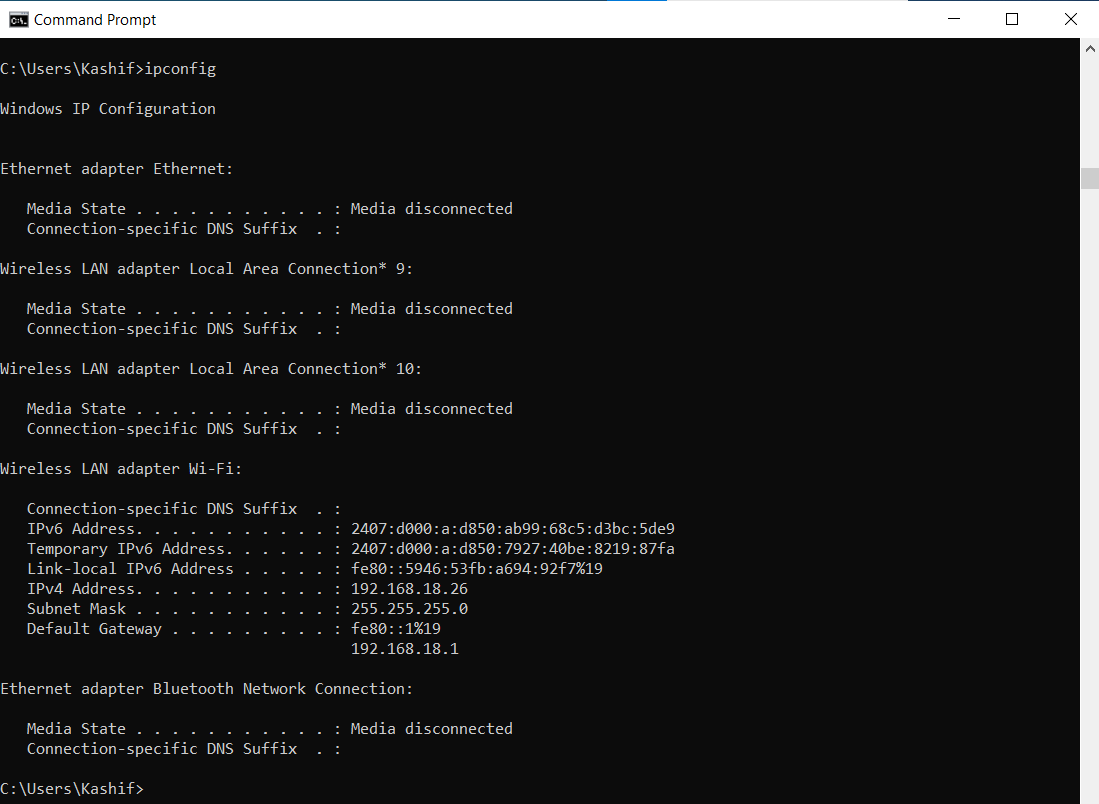 Command Prompt
C:\Users\Kashif>ipconfig
Windows IP Configuration
Ethernet adapter Ethernet:
   Media State . . . . . . . . . . . : Media disconnected
   Connection-specific DNS Suffix  . :
Wireless LAN adapter Local Area Connection* 9:
   Media State . . . . . . . . . . . : Media disconnected
   Connection-specific DNS Suffix  . :
Wireless LAN adapter Local Area Connection* 10:
   Media State . . . . . . . . . . . : Media disconnected
   Connection-specific DNS Suffix  . :
Wireless LAN adapter Wi-Fi:
   Connection-specific DNS Suffix  . :
   IPv6 Address. . . . . . . . . . . : 2407:d000:a:d850:ab99:68c5:d3bc:5de9
   Temporary IPv6 Address. . . . . . : 2407:d000:a:d850:7927:40be:8219:87fa
   Link-local IPv6 Address . . . . . : fe80::5946:53fb:a694:92f7%19
   IPv4 Address. . . . . . . . . . . : 192.168.18.26
   Subnet Mask . . . . . . . . . . . : 255.255.255.0
   Default Gateway . . . . . . . . . : fe80::1%19
                                       192.168.18.1
Ethernet adapter Bluetooth Network Connection:
   Media State . . . . . . . . . . . : Media disconnected
   Connection-specific DNS Suffix  . :
C:\Users\Kashif>